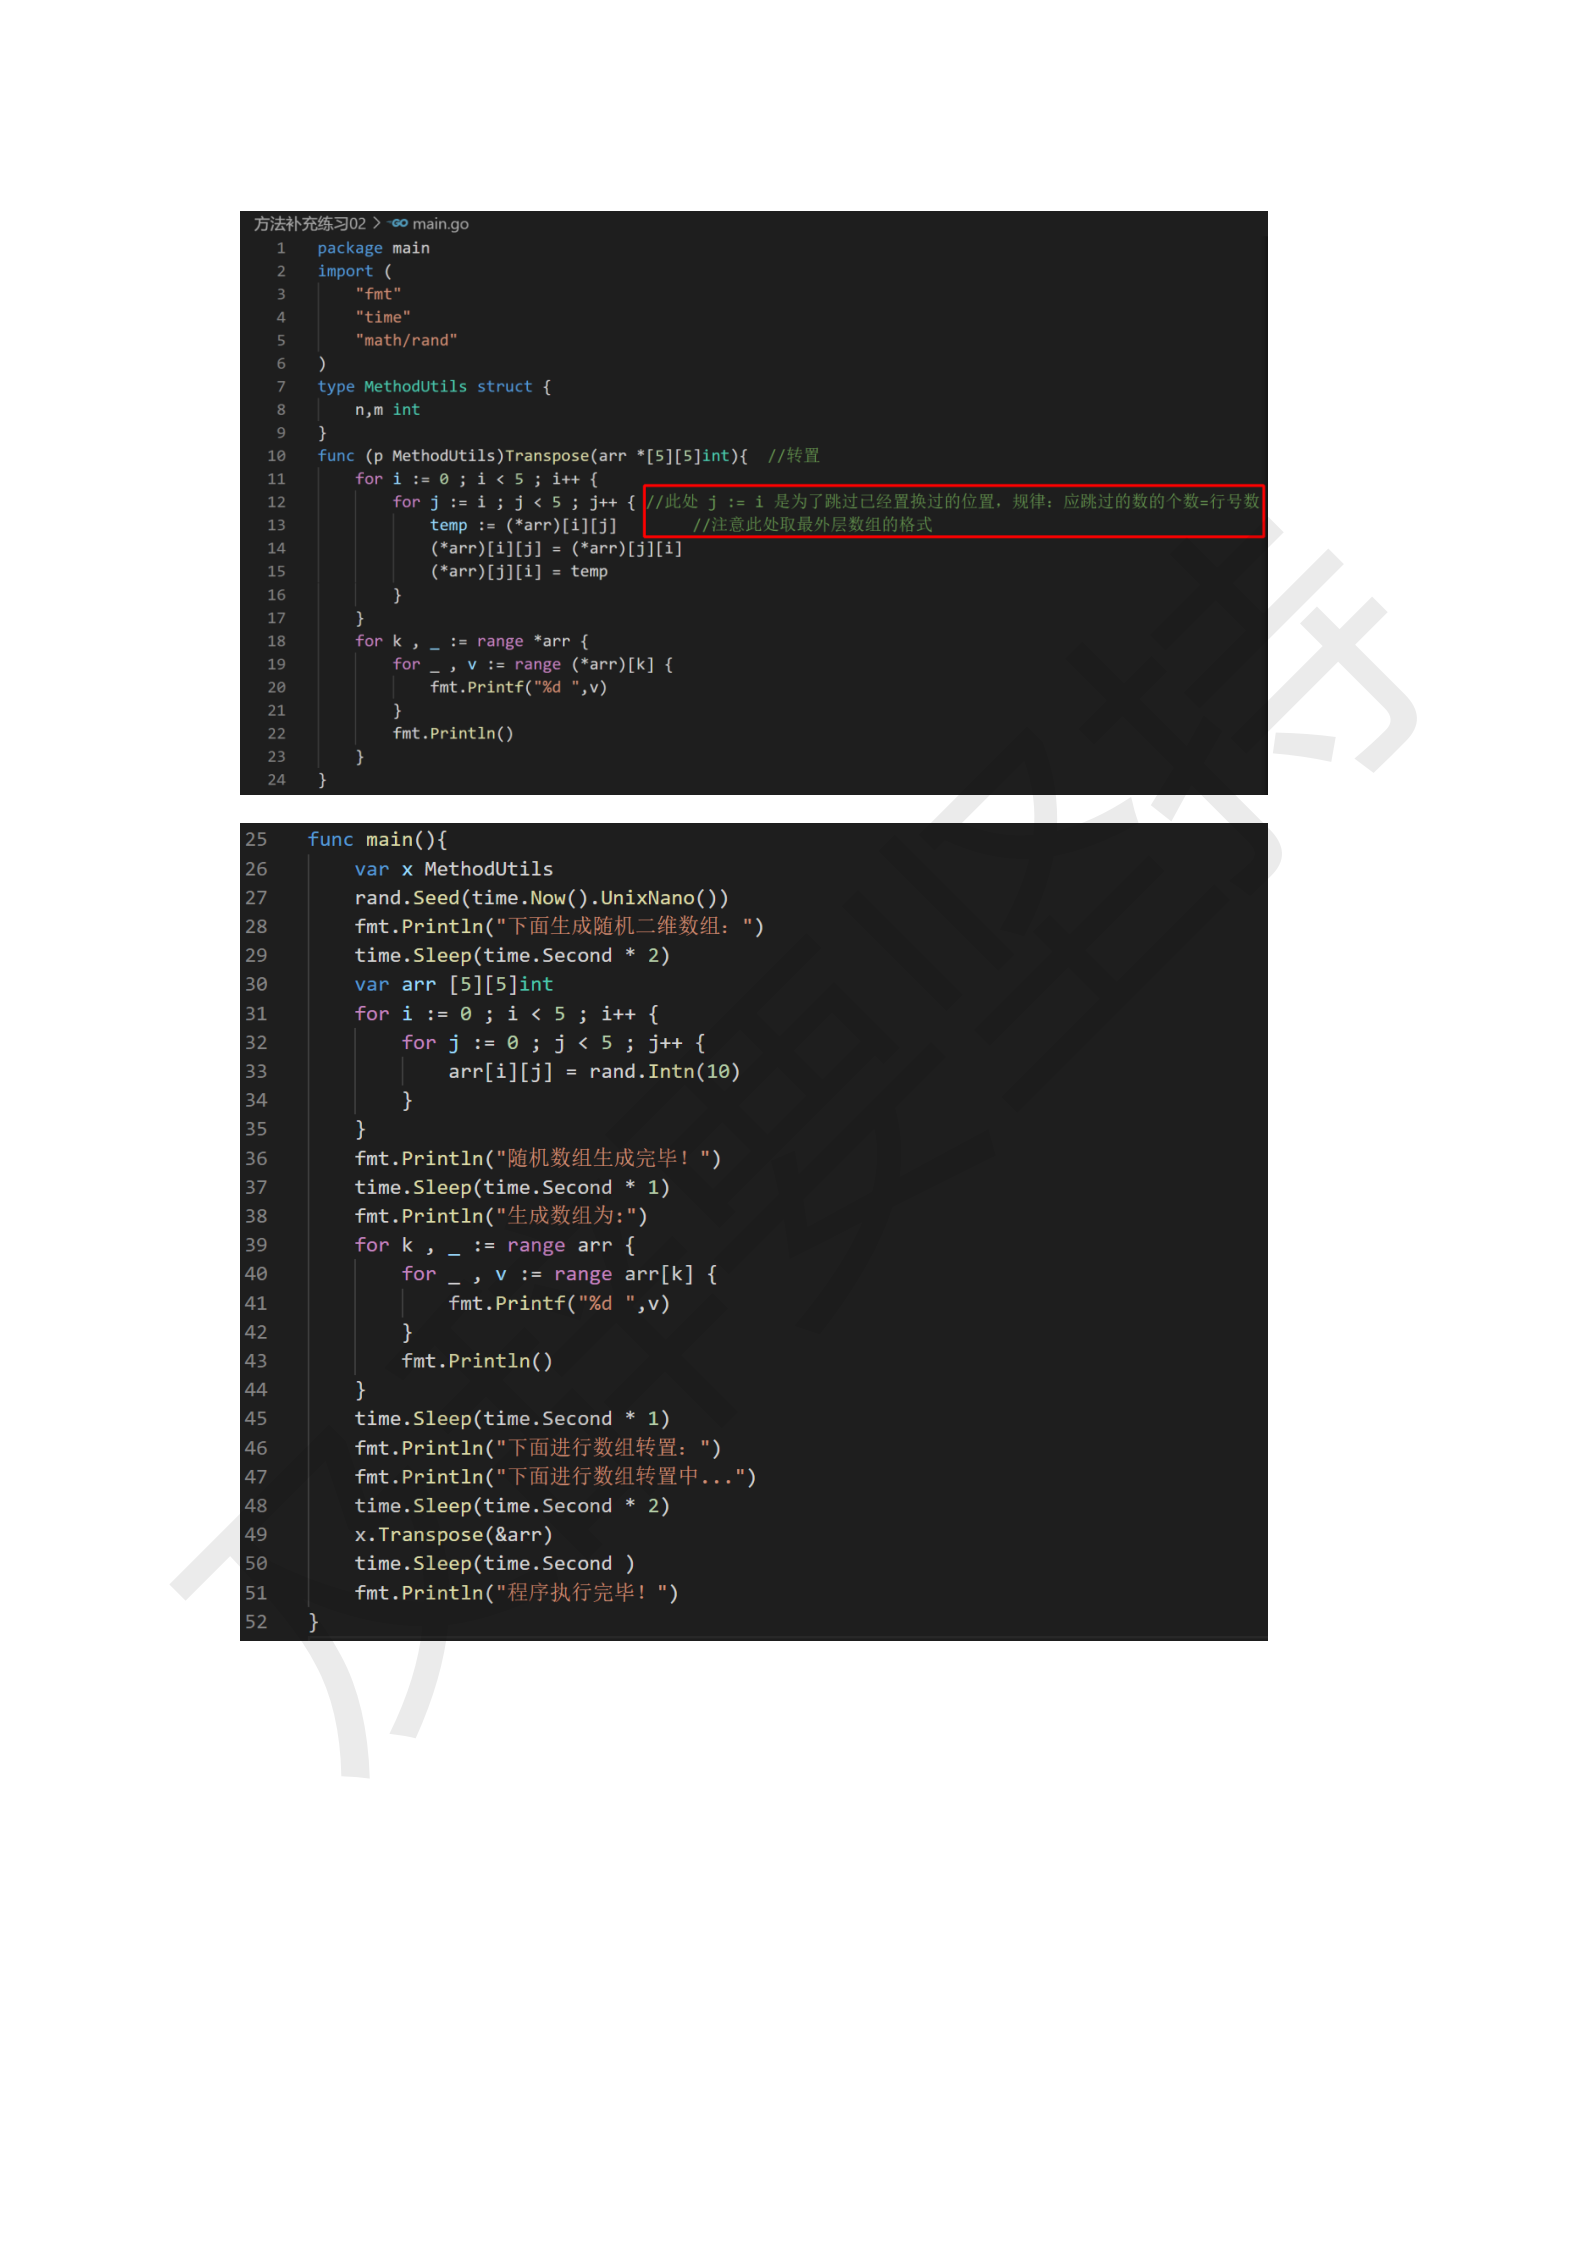 方法补充练习02 > GO main.go
1 package main
2 import (
3 "fmt"
4 "time"
5 "math/rand"
6 )
7 type MethodUtils struct {
8 n,m int
9 }
10 func (p MethodUtils)Transpose(arr *[5][5]int){ //转置
11 for i := 0 ; i < 5 ; i++ {
12 for j := i ; j < 5 ; j++ { //此处 j := i 是为了跳过已经置换过的位置，规律：应跳过的数的个数=行号数
13 temp := (*arr)[i][j] //注意此处取最外层数组的格式
14 (*arr)[i][j] = (*arr)[j][i]
15 (*arr)[j][i] = temp
16 }
17 }
18 for k , _ := range *arr {
19 for _ , v := range (*arr)[k] {
20 fmt.Printf("%d ",v)
21 }
22 fmt.Println()
23 }
24 }
25 func main(){
26 var x MethodUtils
27 rand.Seed(time.Now().UnixNano())
28 fmt.Println("下面生成随机二维数组：")
29 time.Sleep(time.Second * 2)
30 var arr [5][5]int
31 for i := 0 ; i < 5 ; i++ {
32 for j := 0 ; j < 5 ; j++ {
33 arr[i][j] = rand.Intn(10)
34 }
35 }
36 fmt.Println("随机数组生成完毕！")
37 time.Sleep(time.Second * 1)
38 fmt.Println("生成数组为:")
39 for k , _ := range arr {
40 for _ , v := range arr[k] {
41 fmt.Printf("%d ",v)
42 }
43 fmt.Println()
44 }
45 time.Sleep(time.Second * 1)
46 fmt.Println("下面进行数组转置：")
47 fmt.Println("下面进行数组转置中...")
48 time.Sleep(time.Second * 2)
49 x.Transpose(&arr)
50 time.Sleep(time.Second )
51 fmt.Println("程序执行完毕！")
52 }